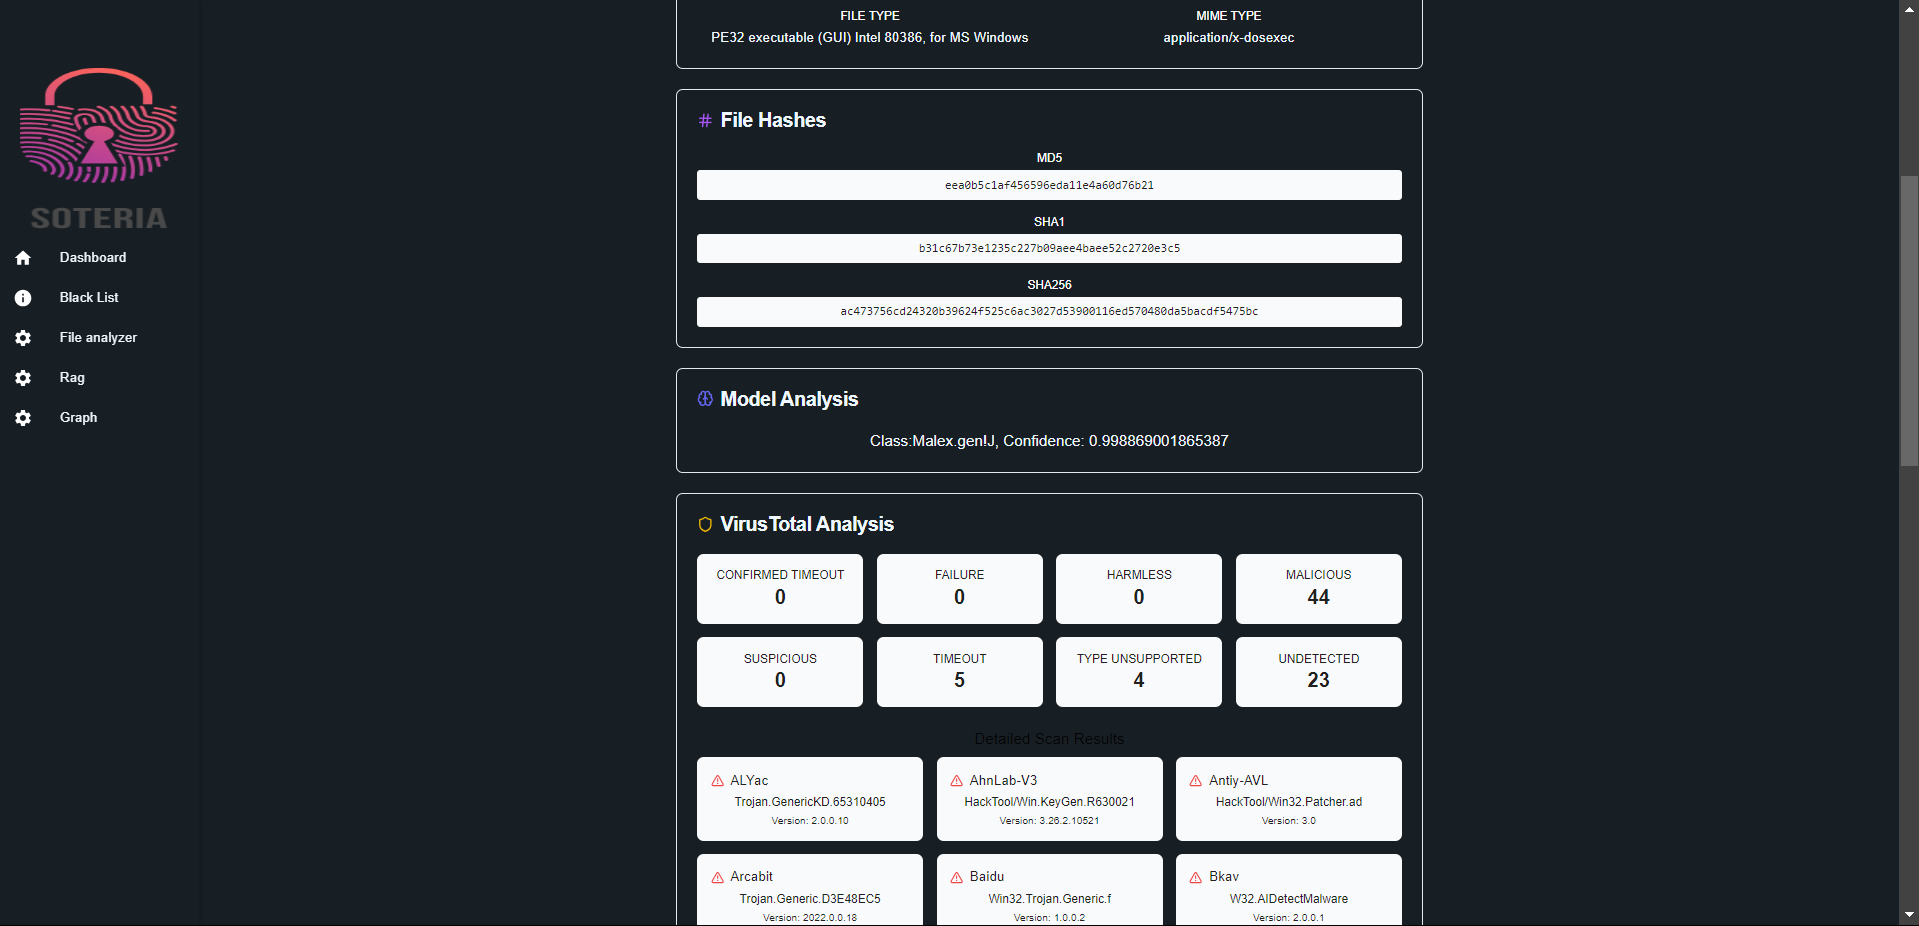 SOTERIA
Dashboard
Black List
File analyzer
Rag
Graph
FILE TYPE
PE32 executable (GUI) Intel 80386, for MS Windows
MIME TYPE
application/x-dosexec
File Hashes
MD5
eea0b5c1af456596eda11e4a60d76b21
SHA1
b31c67b73e1235c227b09aee4baee52c2720e3c5
SHA256
ac473756cd24320b39624f525c6ac3027d53900116ed570480da5bacdf5475bc
Model Analysis
Class:Malex.gen!J, Confidence: 0.998869001865387
VirusTotal Analysis
CONFIRMED TIMEOUT
0
FAILURE
0
HARMLESS
0
MALICIOUS
44
SUSPICIOUS
0
TIMEOUT
5
TYPE UNSUPPORTED
4
UNDETECTED
23
Detailed Scan Results
ALYac
Trojan.GenericKD.65310405
Version: 2.0.0.10
AhnLab-V3
HackTool/Win.KeyGen.R630021
Version: 3.26.2.10521
Antiy-AVL
HackTool/Win32.Patcher.ad
Version: 3.0
Arcabit
Trojan.Generic.D3E48EC5
Version: 2022.0.0.18
Baidu
Win32.Trojan.Generic.f
Version: 1.0.0.2
Bkav
W32.AIDetectMalware
Version: 2.0.0.1